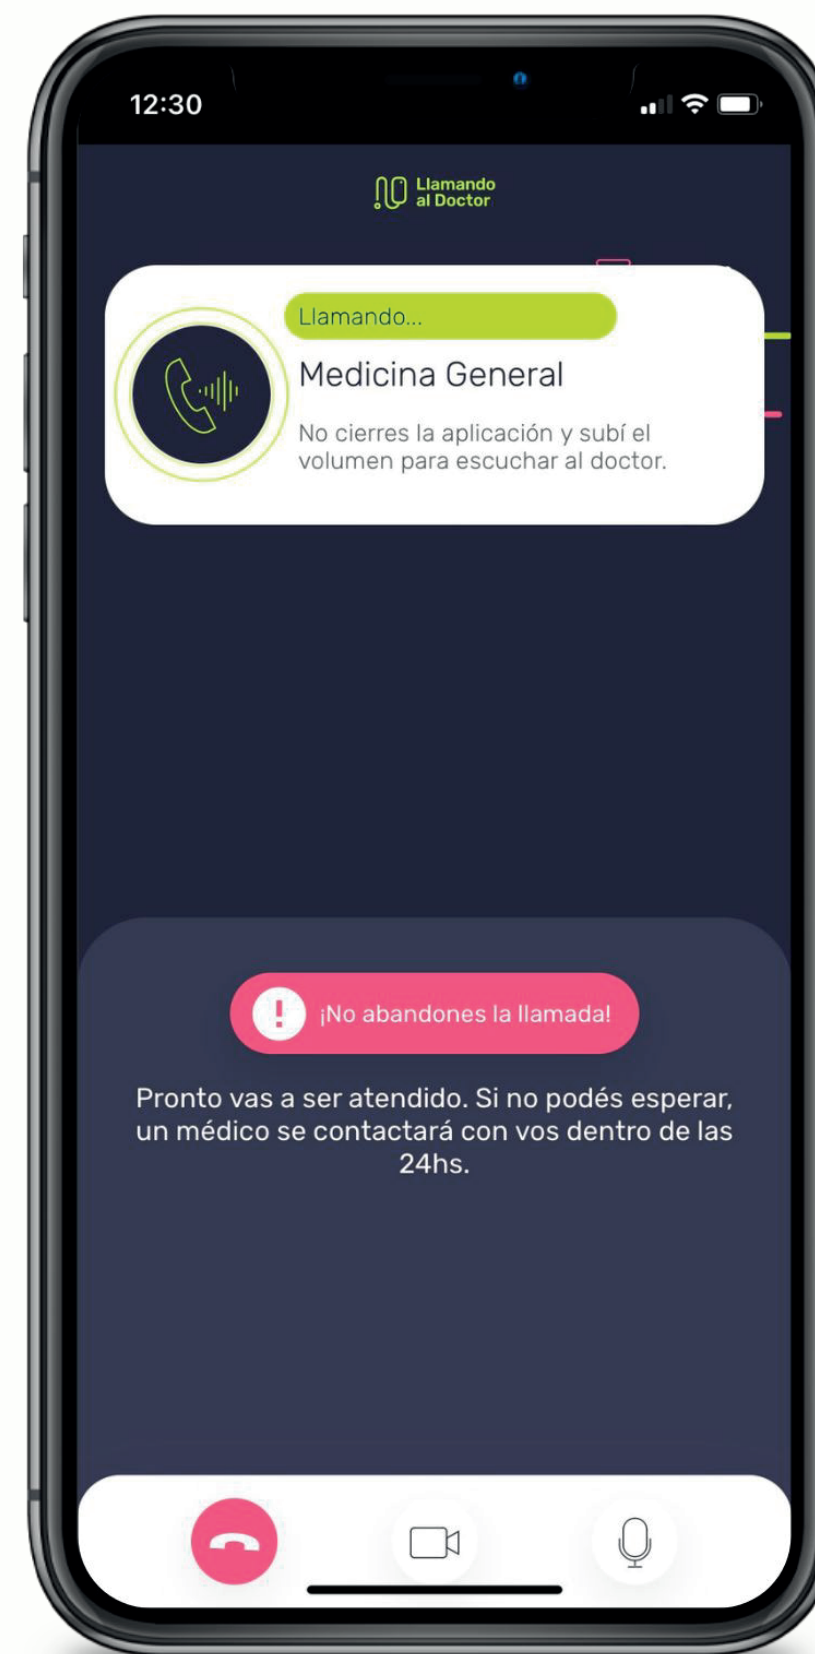 12:30
Llamando
al Doctor
Llamando...
Medicina General
No cierres la aplicación y subí el
volumen para escuchar al doctor.
¡No abandones la llamada!
Pronto vas a ser atendido. Si no podés esperar,
un médico se contactará con vos dentro de las
24hs.